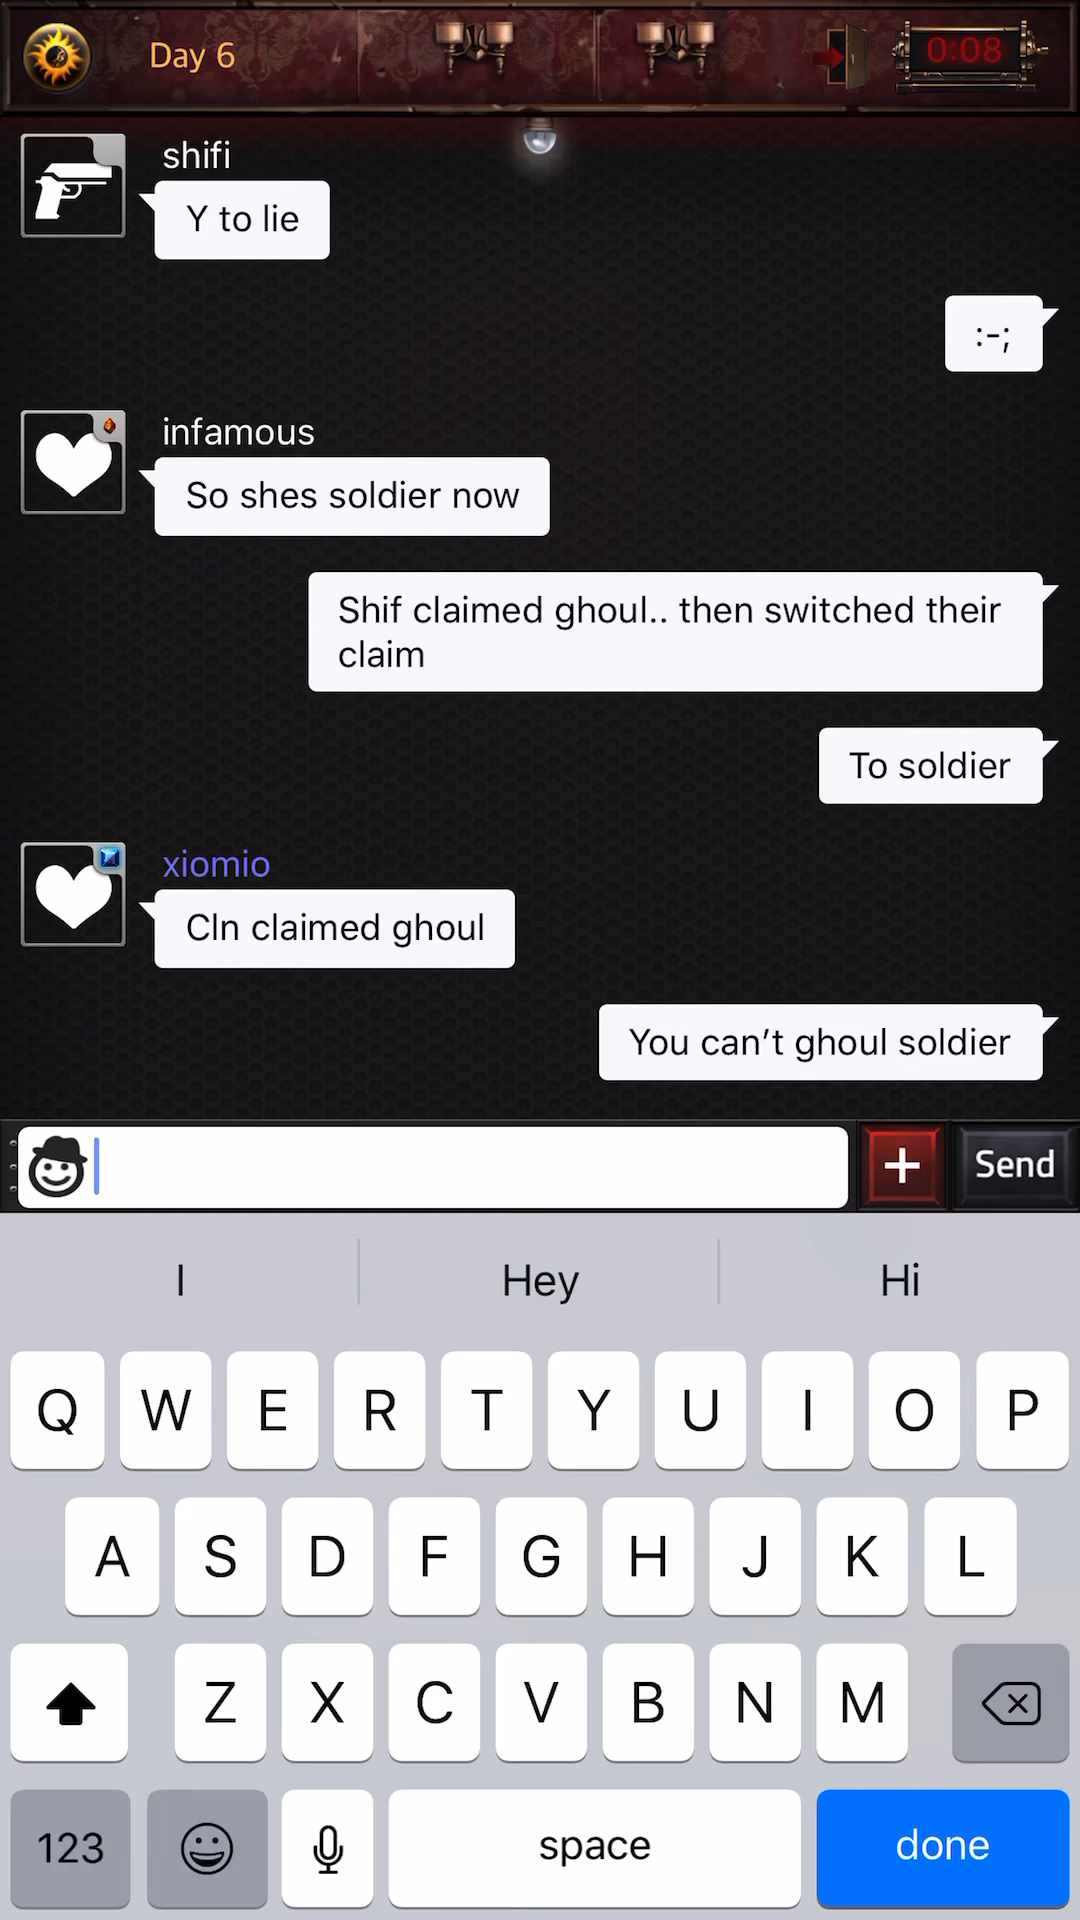 Day 6
0:08
shifi
Y to lie
:-;
infamous
So shes soldier now
Shif claimed ghoul.. then switched their
claim
To soldier
xiomio
Cln claimed ghoul
You can’t ghoul soldier
+ Send
I Hey Hi
Q W E R T Y U I O P
A S D F G H J K L
Z X C V B N M
123 space done